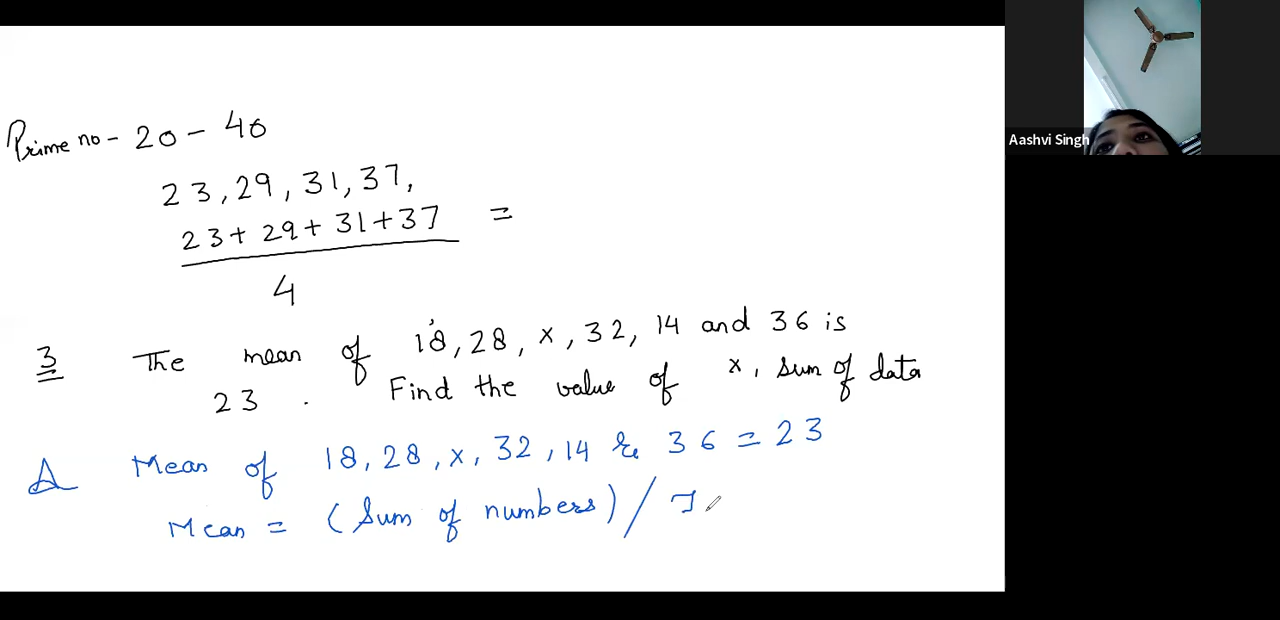 Prime no - 20 - 40
23, 29, 31, 37,
23 + 29 + 31 + 37 =
4
3 The mean of 18, 28, x, 32, 14 and 36 is
23 . Find the value of x, sum of data
A Mean of 18, 28, x, 32, 14 & 36 = 23
Mean = (Sum of numbers) /
Aashvi Singh